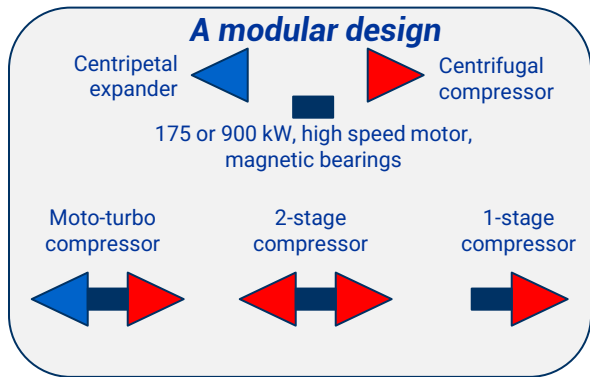 A modular design
Centripetal
expander
Centrifugal
compressor
175 or 900 kW, high speed motor,
magnetic bearings
Moto-turbo
compressor
2-stage
compressor
1-stage
compressor